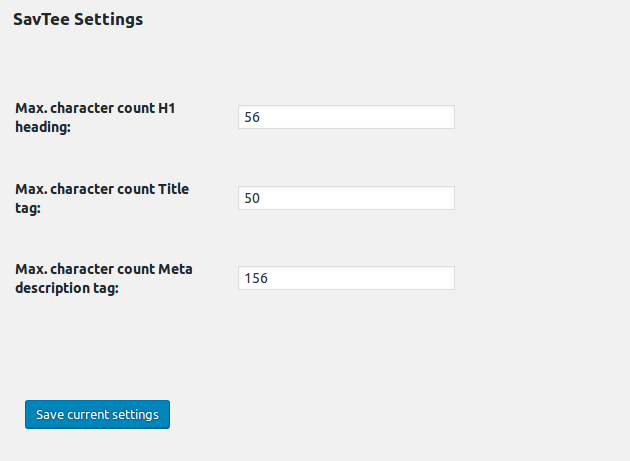 SavTee Settings
Max. character count H1
heading:
56
Max. character count Title
tag:
50
Max. character count Meta
description tag:
156
Save current settings